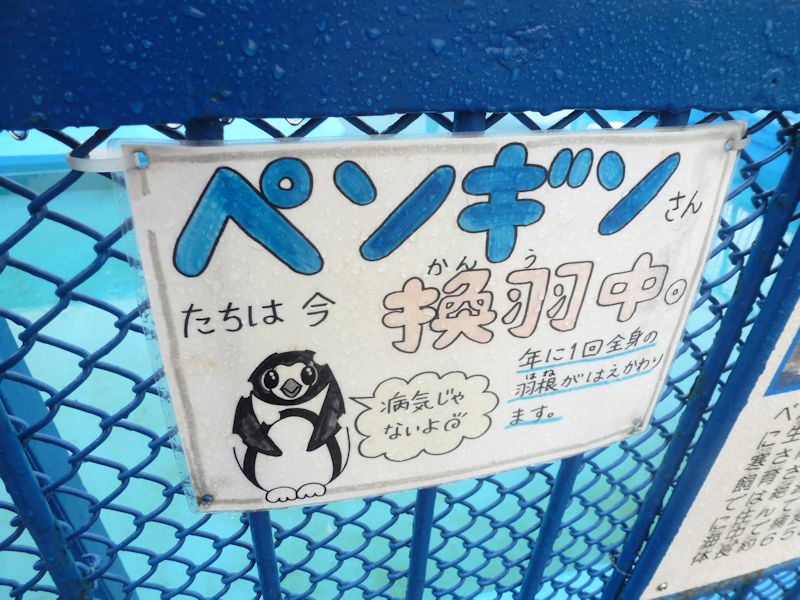 ペンギンさん
たちは 今 換羽中。
かんう
年に1回全身の
羽根がはえかわり
はね
ます。
病気じゃ
ないよ